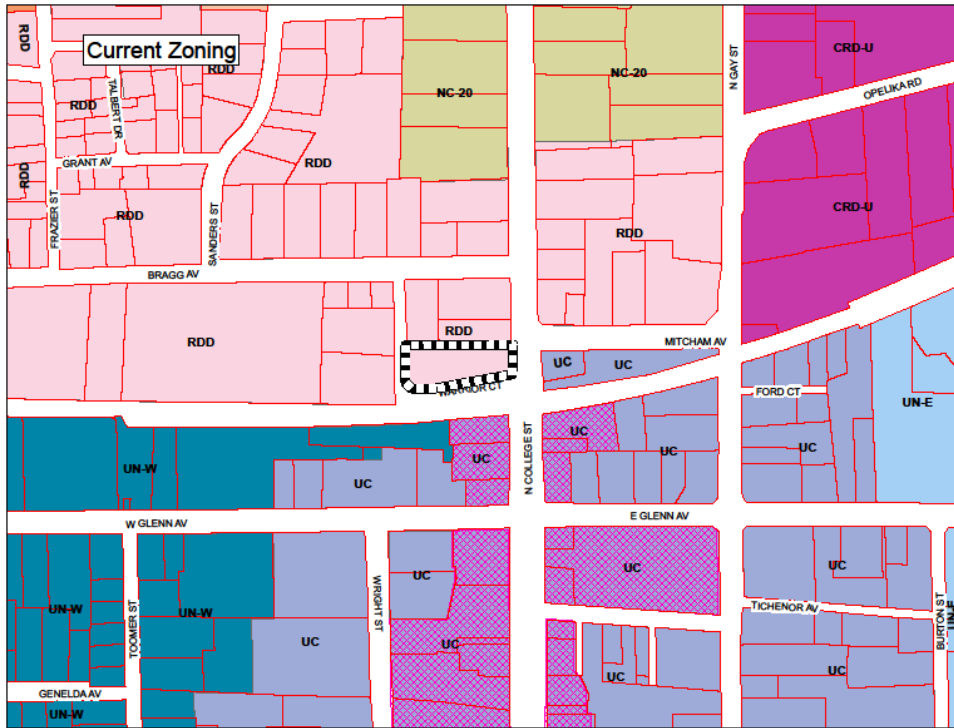 Current Zoning
RDD
RDD
RDD
TALBERT DR
GRANT AV
RDD
FRAZIER ST
RDD
SANDERS ST
RDD
NC-20
NC-20
N GAY ST
CRD-U
OPELIKA RD
CRD-U
RDD
BRAGG AV
RDD
RDD
MITCHAM AV
WARRIOR CT
UC
UC
FORD CT
UN-E
UN-W
UC
UC
N COLLEGE ST
UC
UC
UC
W GLENN AV
E GLENN AV
UN-W
TOOMER ST
UN-W
WRIGHT ST
UC
UC
UC
UC
UC
TICHENOR AV
BURTON ST
UN-E
UC
UC
GENELDA AV
UN-W